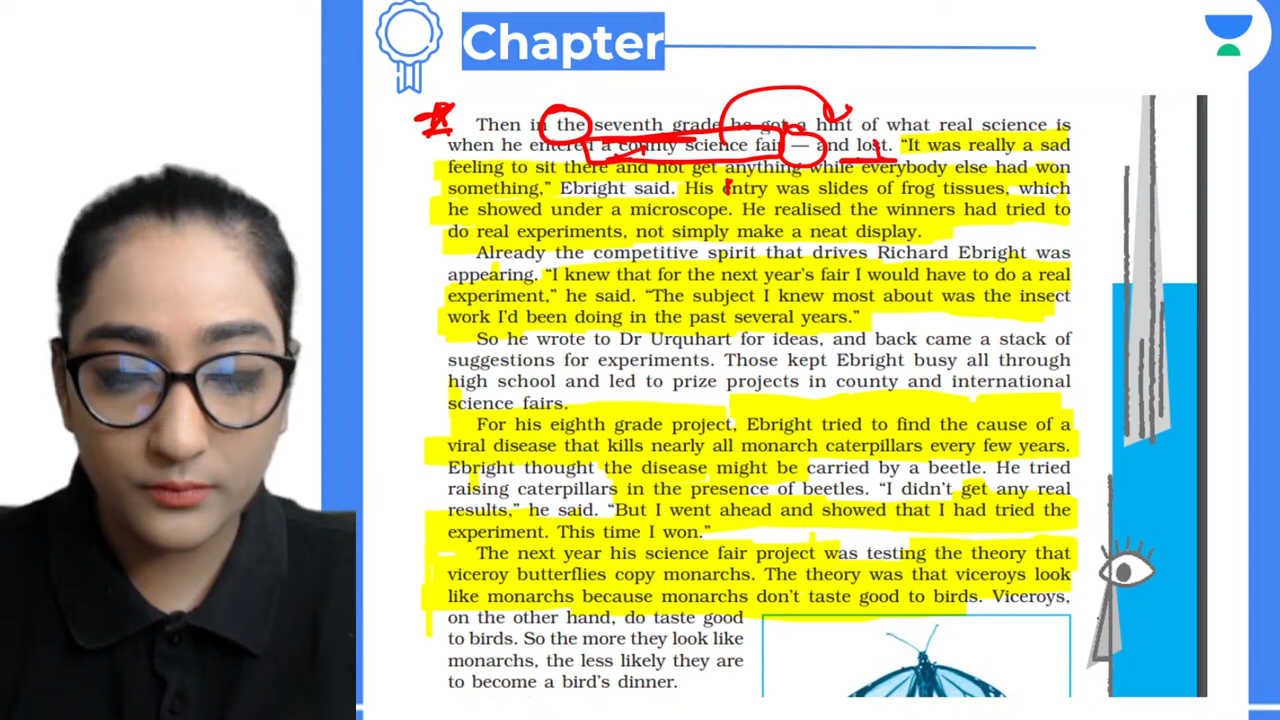 Chapter
Then in the seventh grade he got a hint of what real science is
when he entered a county science fair — and lost. “It was really a sad
feeling to sit there and not get anything while everybody else had won
something,” Ebright said. His entry was slides of frog tissues, which
he showed under a microscope. He realised the winners had tried to
do real experiments, not simply make a neat display.
Already the competitive spirit that drives Richard Ebright was
appearing. “I knew that for the next year’s fair I would have to do a real
experiment,” he said. “The subject I knew most about was the insect
work I’d been doing in the past several years.”
So he wrote to Dr Urquhart for ideas, and back came a stack of
suggestions for experiments. Those kept Ebright busy all through
high school and led to prize projects in county and international
science fairs.
For his eighth grade project, Ebright tried to find the cause of a
viral disease that kills nearly all monarch caterpillars every few years.
Ebright thought the disease might be carried by a beetle. He tried
raising caterpillars in the presence of beetles. “I didn’t get any real
results,” he said. “But I went ahead and showed that I had tried the
experiment. This time I won.”
The next year his science fair project was testing the theory that
viceroy butterflies copy monarchs. The theory was that viceroys look
like monarchs because monarchs don’t taste good to birds. Viceroys,
on the other hand, do taste good
to birds. So the more they look like
monarchs, the less likely they are
to become a bird’s dinner.